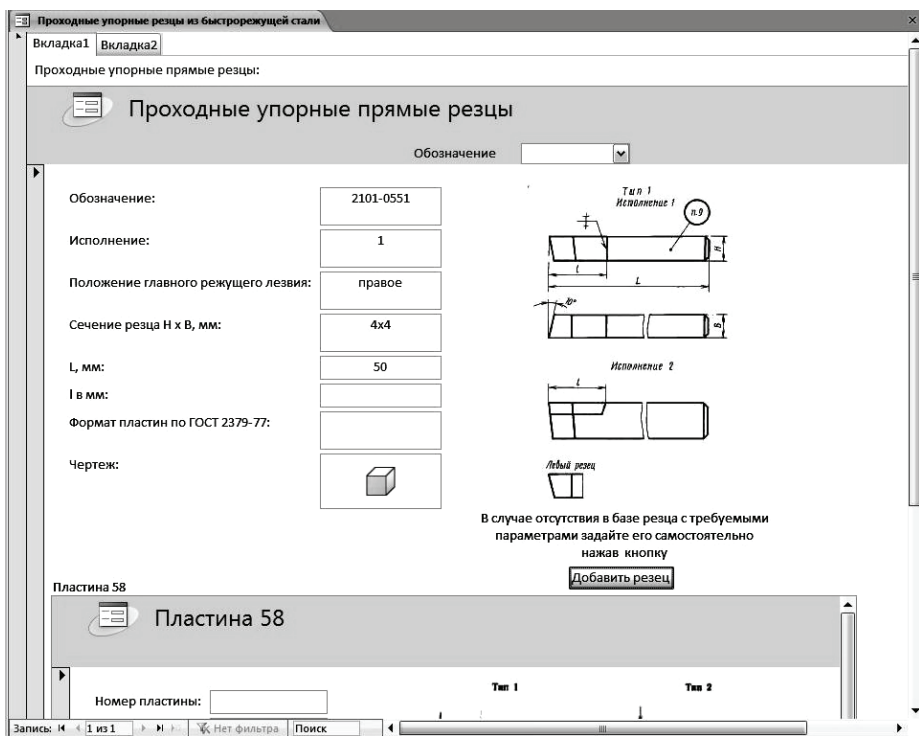 Проходные упорные резцы из быстрорежущей стали
Вкладка1 Вкладка2
Проходные упорные прямые резцы:
Проходные упорные прямые резцы
Обозначение
Обозначение: 2101-0551
Исполнение: 1
Положение главного режущего лезвия: правое
Сечение резца H x B, мм: 4x4
L, мм: 50
l в мм:
Формат пластин по ГОСТ 2379-77:
Чертеж:
Тип 1
Исполнение 1
п.9
H
l
L
10°
B
Исполнение 2
l
Левый резец
В случае отсутствия в базе резца с требуемыми
параметрами задайте его самостоятельно
нажав кнопку
Добавить резец
Пластина 58
Пластина 58
Номер пластины:
Тип 1
Тип 2
Запись: 1 из 1 Нет фильтра Поиск